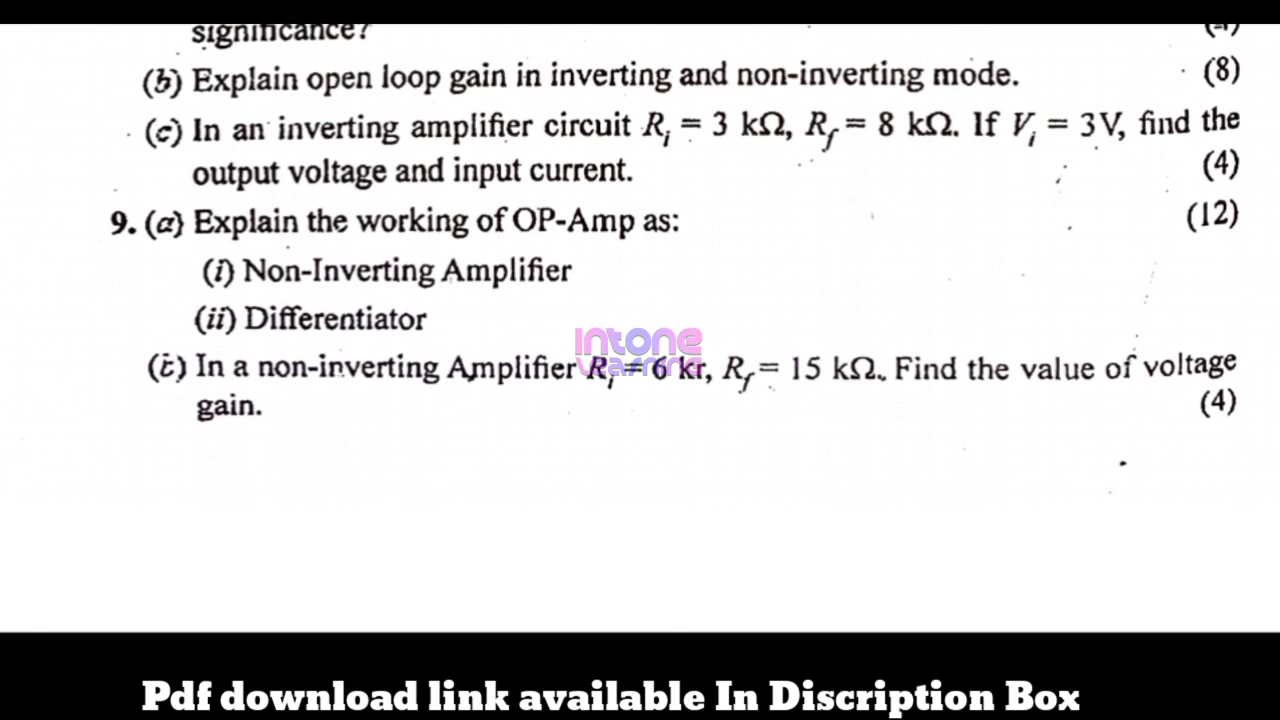 significance?
(b) Explain open loop gain in inverting and non-inverting mode. (8)
(c) In an inverting amplifier circuit Ri = 3 kΩ, Rf = 8 kΩ. If Vi = 3V, find the
output voltage and input current. (4)
9. (a) Explain the working of OP-Amp as: (12)
(i) Non-Inverting Amplifier
(ii) Differentiator
intone
Learning
In a non-inverting Amplifier Ri = 6 kr, Rf = 15 kΩ. Find the value of voltage
gain. (4)
Pdf download link available In Discription Box